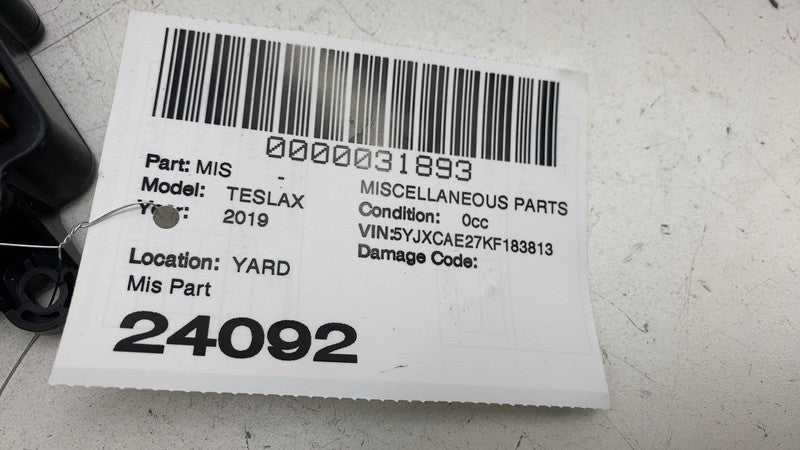 0000031893
Part: MIS -
MISCELLANEOUS PARTS
Model: TESLAX
Condition: 0cc
Year: 2019
VIN:5YJXCAE27KF183813
Damage Code:
Location: YARD
Mis Part
24092